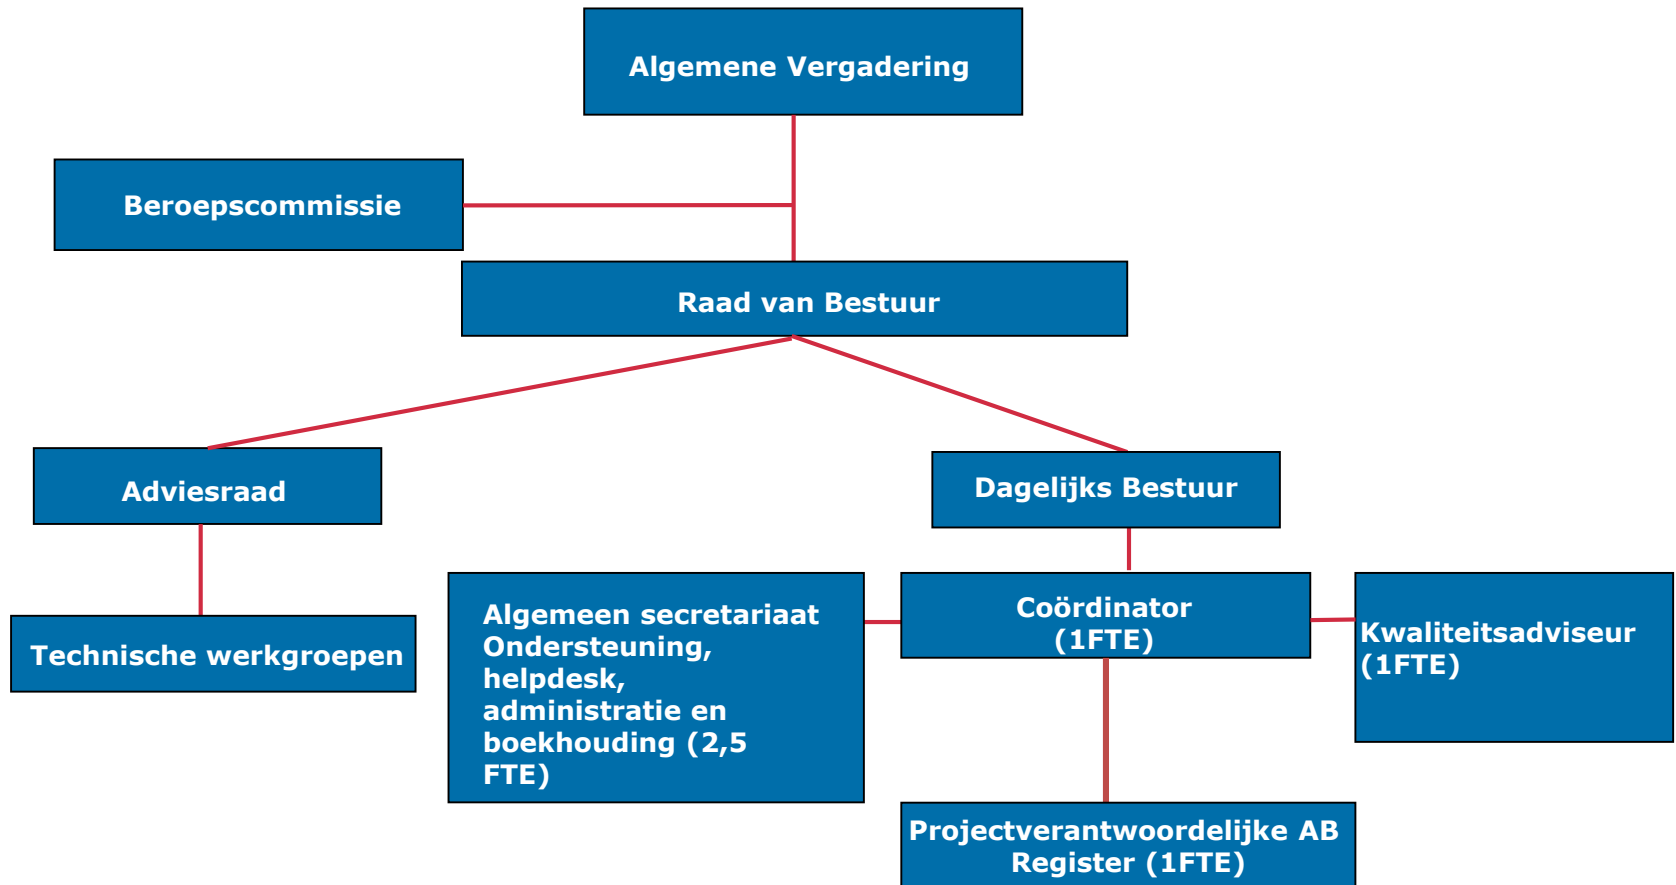 Algemene Vergadering
Beroepscommissie
Raad van Bestuur
Adviesraad
Dagelijks Bestuur
Technische werkgroepen
Algemeen secretariaat
Ondersteuning,
helpdesk,
administratie en
boekhouding (2,5
FTE)
Coördinator
(1FTE)
Kwaliteitsadviseur
(1FTE)
Projectverantwoordelijke AB
Register (1FTE)